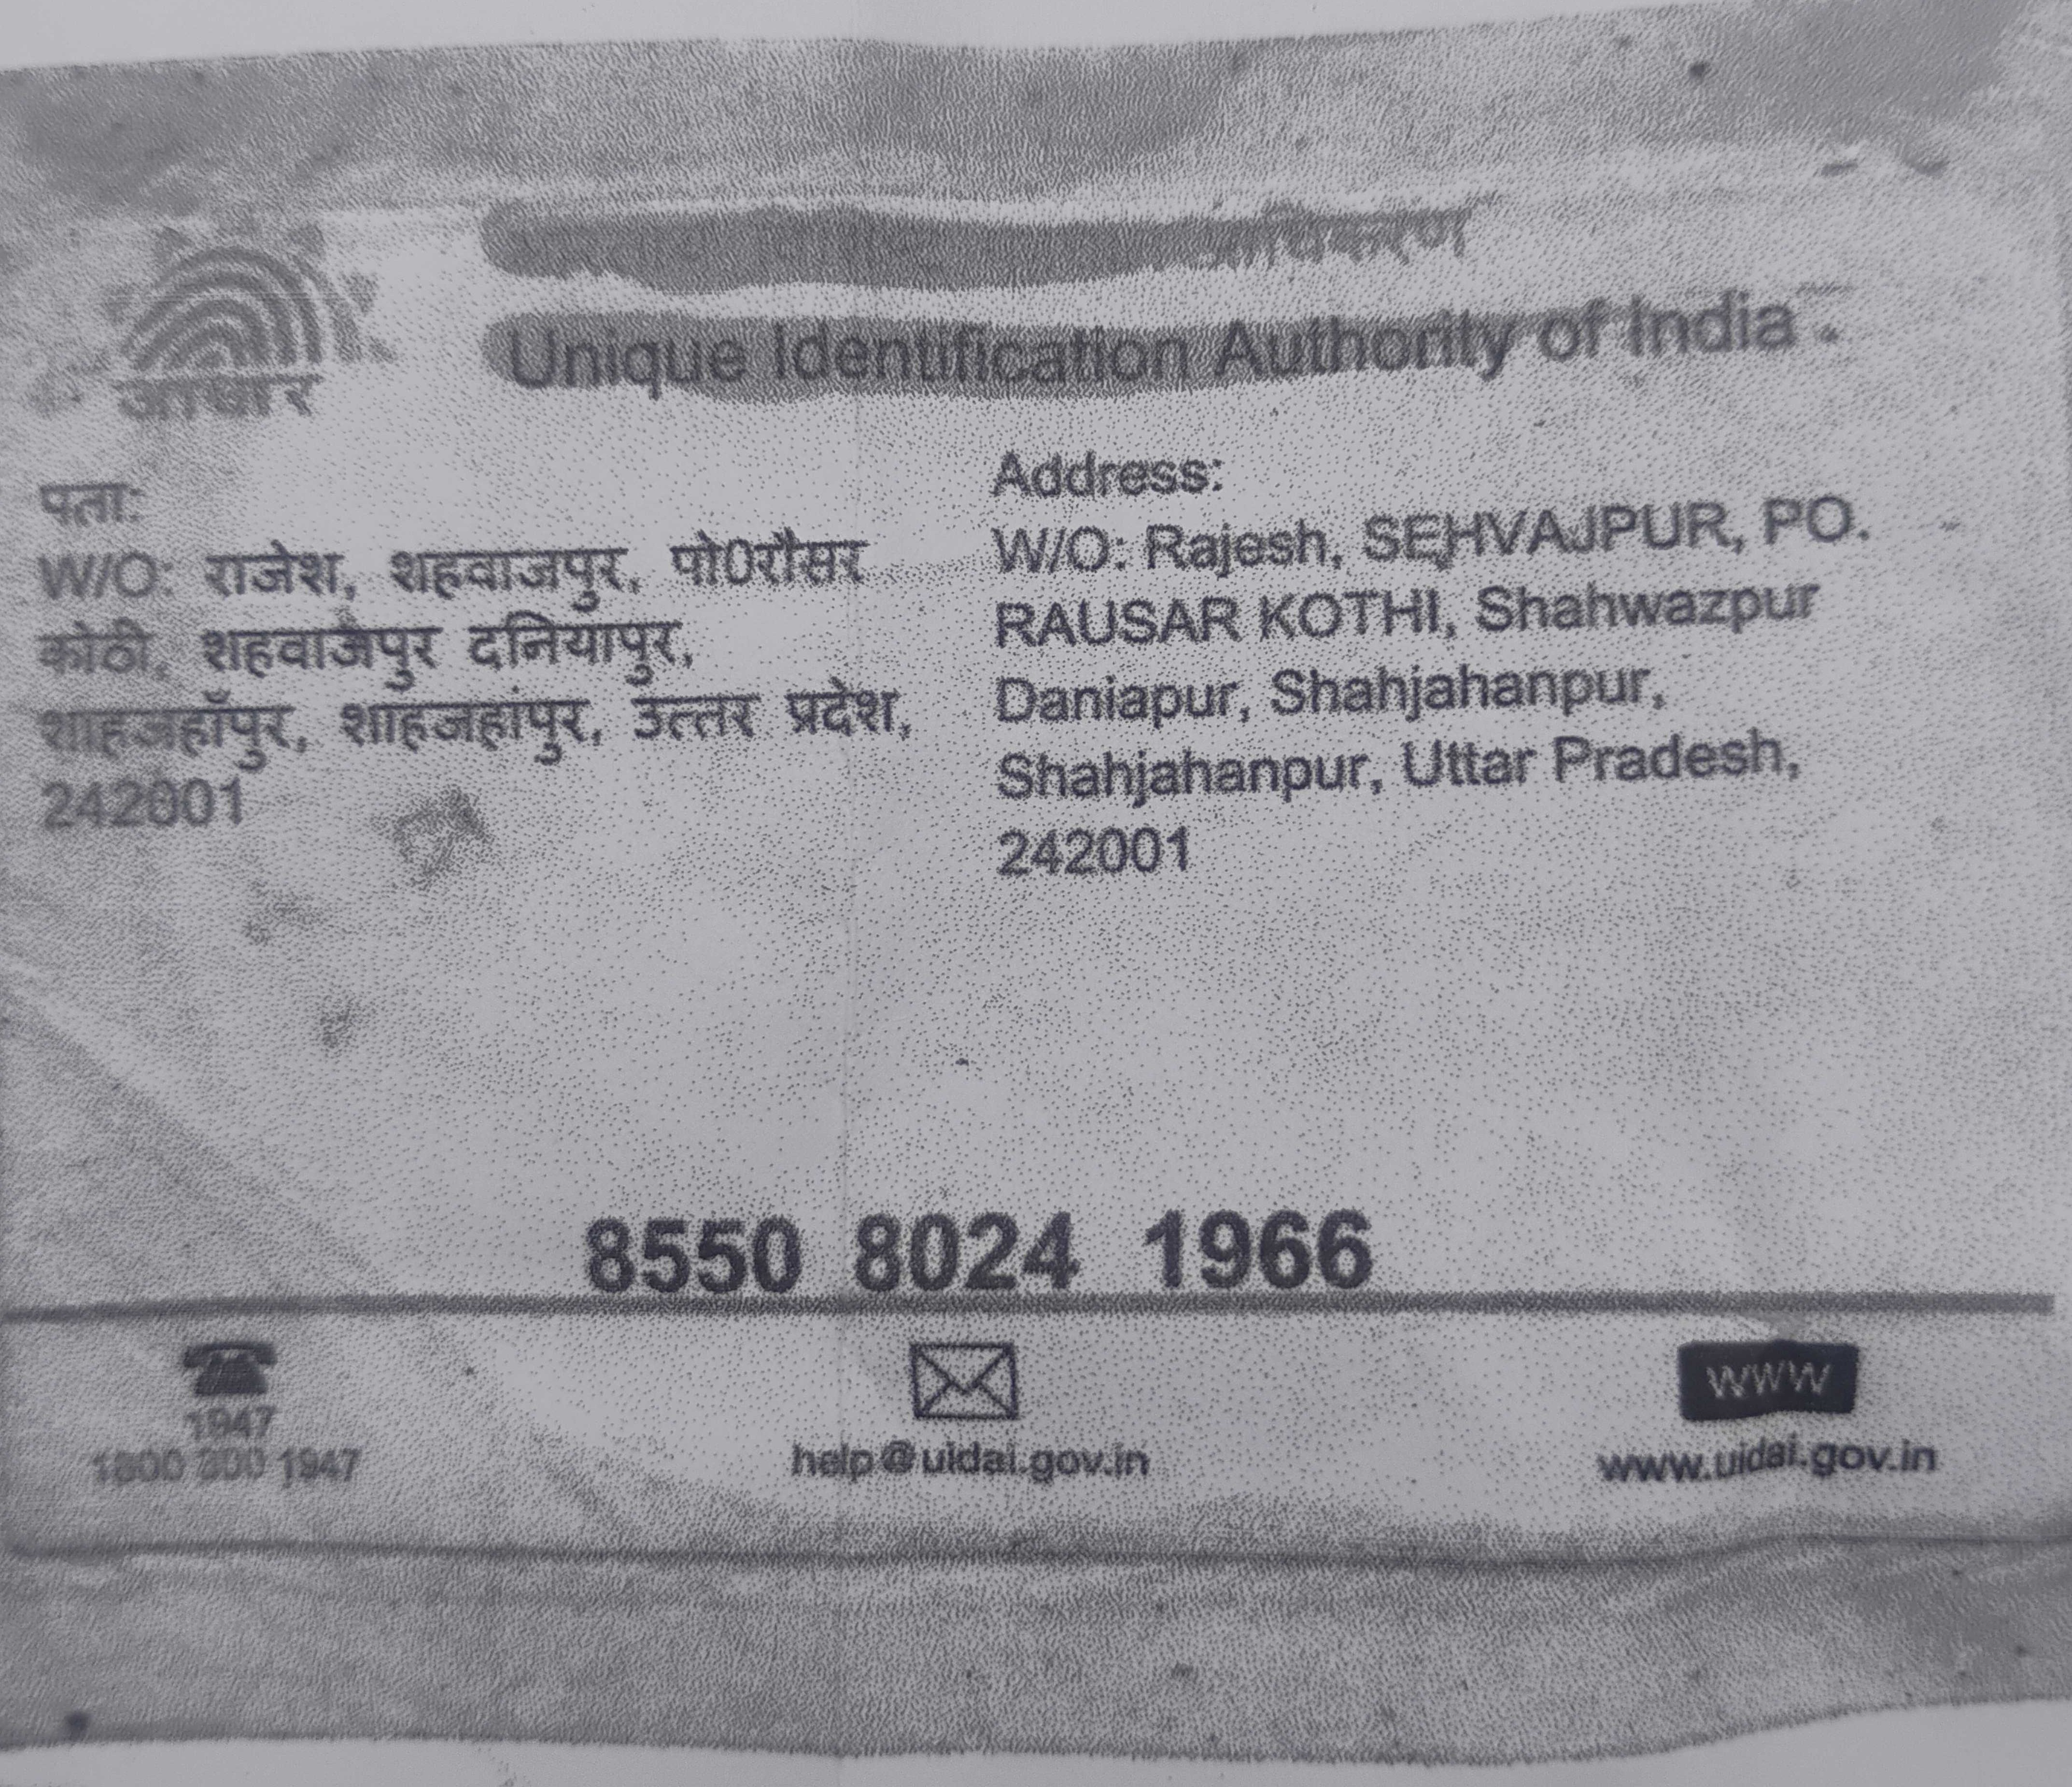 प्राधिकरण
Unique Identification Authority of India
आधार
पता:
W/O: राजेश, शहवाजपुर, पो0रौसर
कोठी, शहवाजपुर दनियापुर,
शाहजहाँपुर, शाहजहांपुर, उत्तर प्रदेश,
242001
Address:
W/O: Rajesh, SEHVAJPUR, PO.
RAUSAR KOTHI, Shahwazpur
Daniapur, Shahjahanpur,
Shahjahanpur, Uttar Pradesh,
242001
8550 8024 1966
1947
1800 300 1947
help@uidai.gov.in
www
www.uidai.gov.in